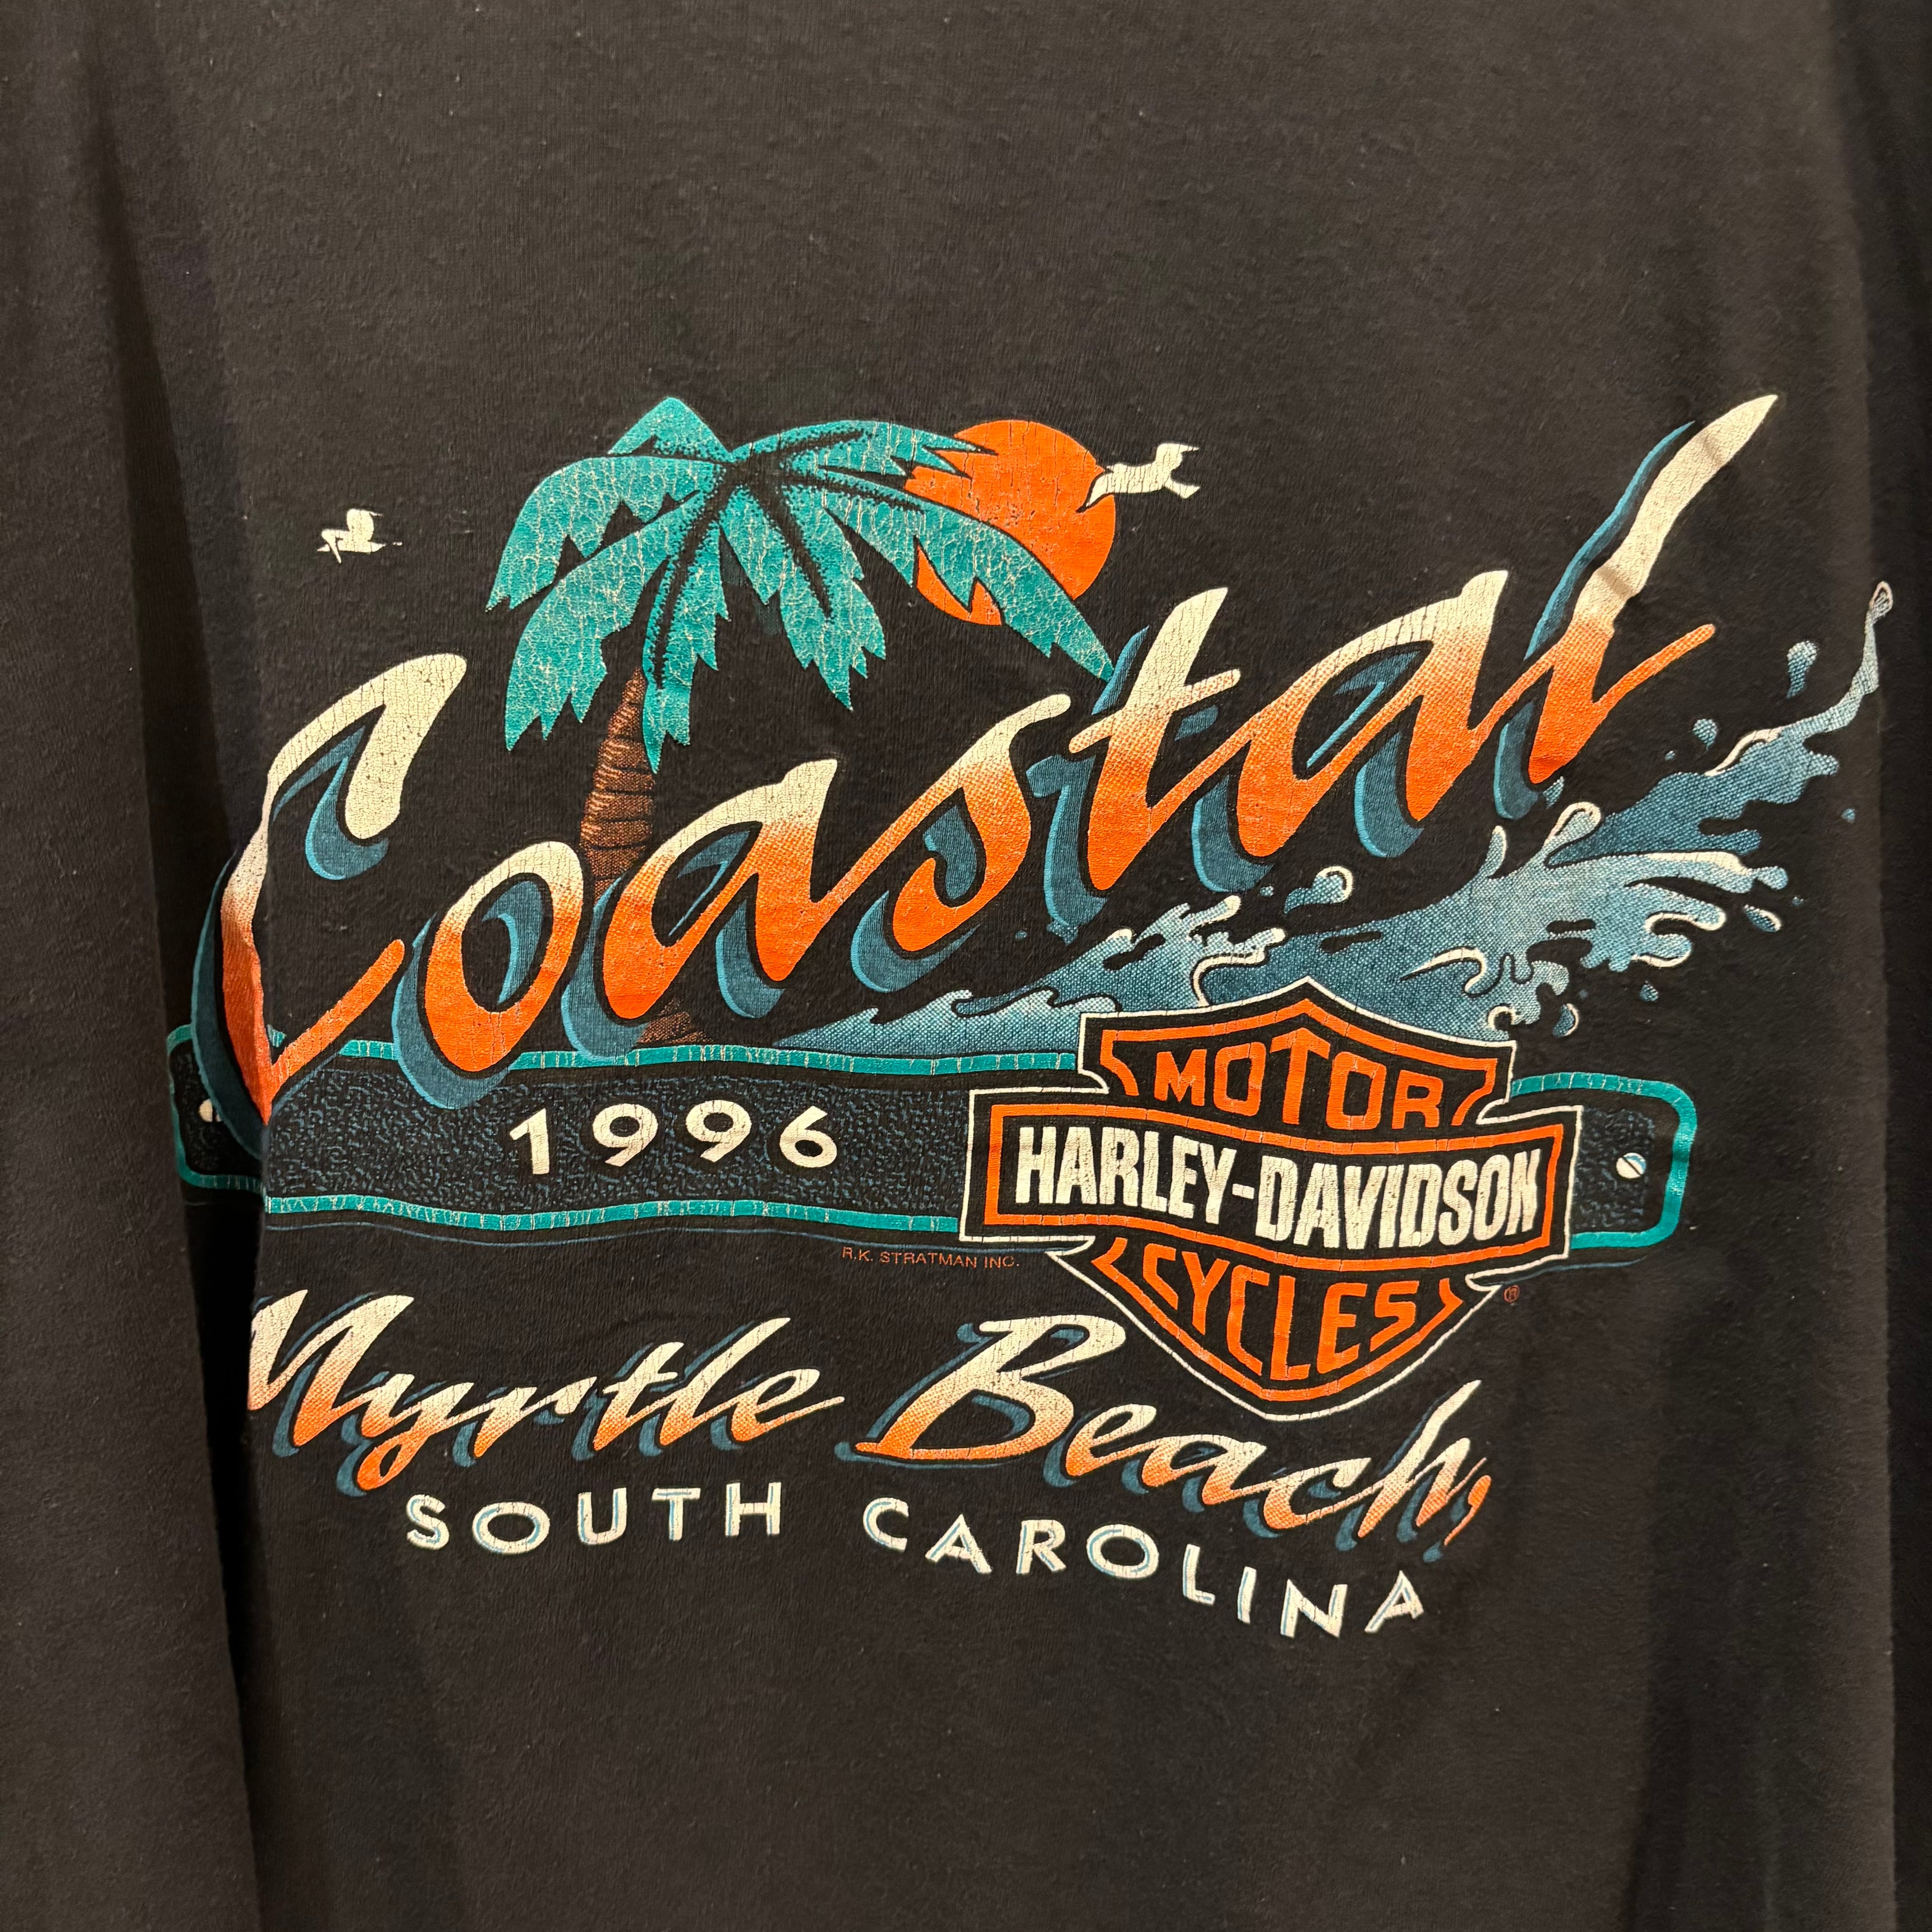 Coastal
1996
MOTOR
HARLEY-DAVIDSON
CYCLES
®
R.K. STRATMAN INC.
Myrtle Beach,
SOUTH CAROLINA